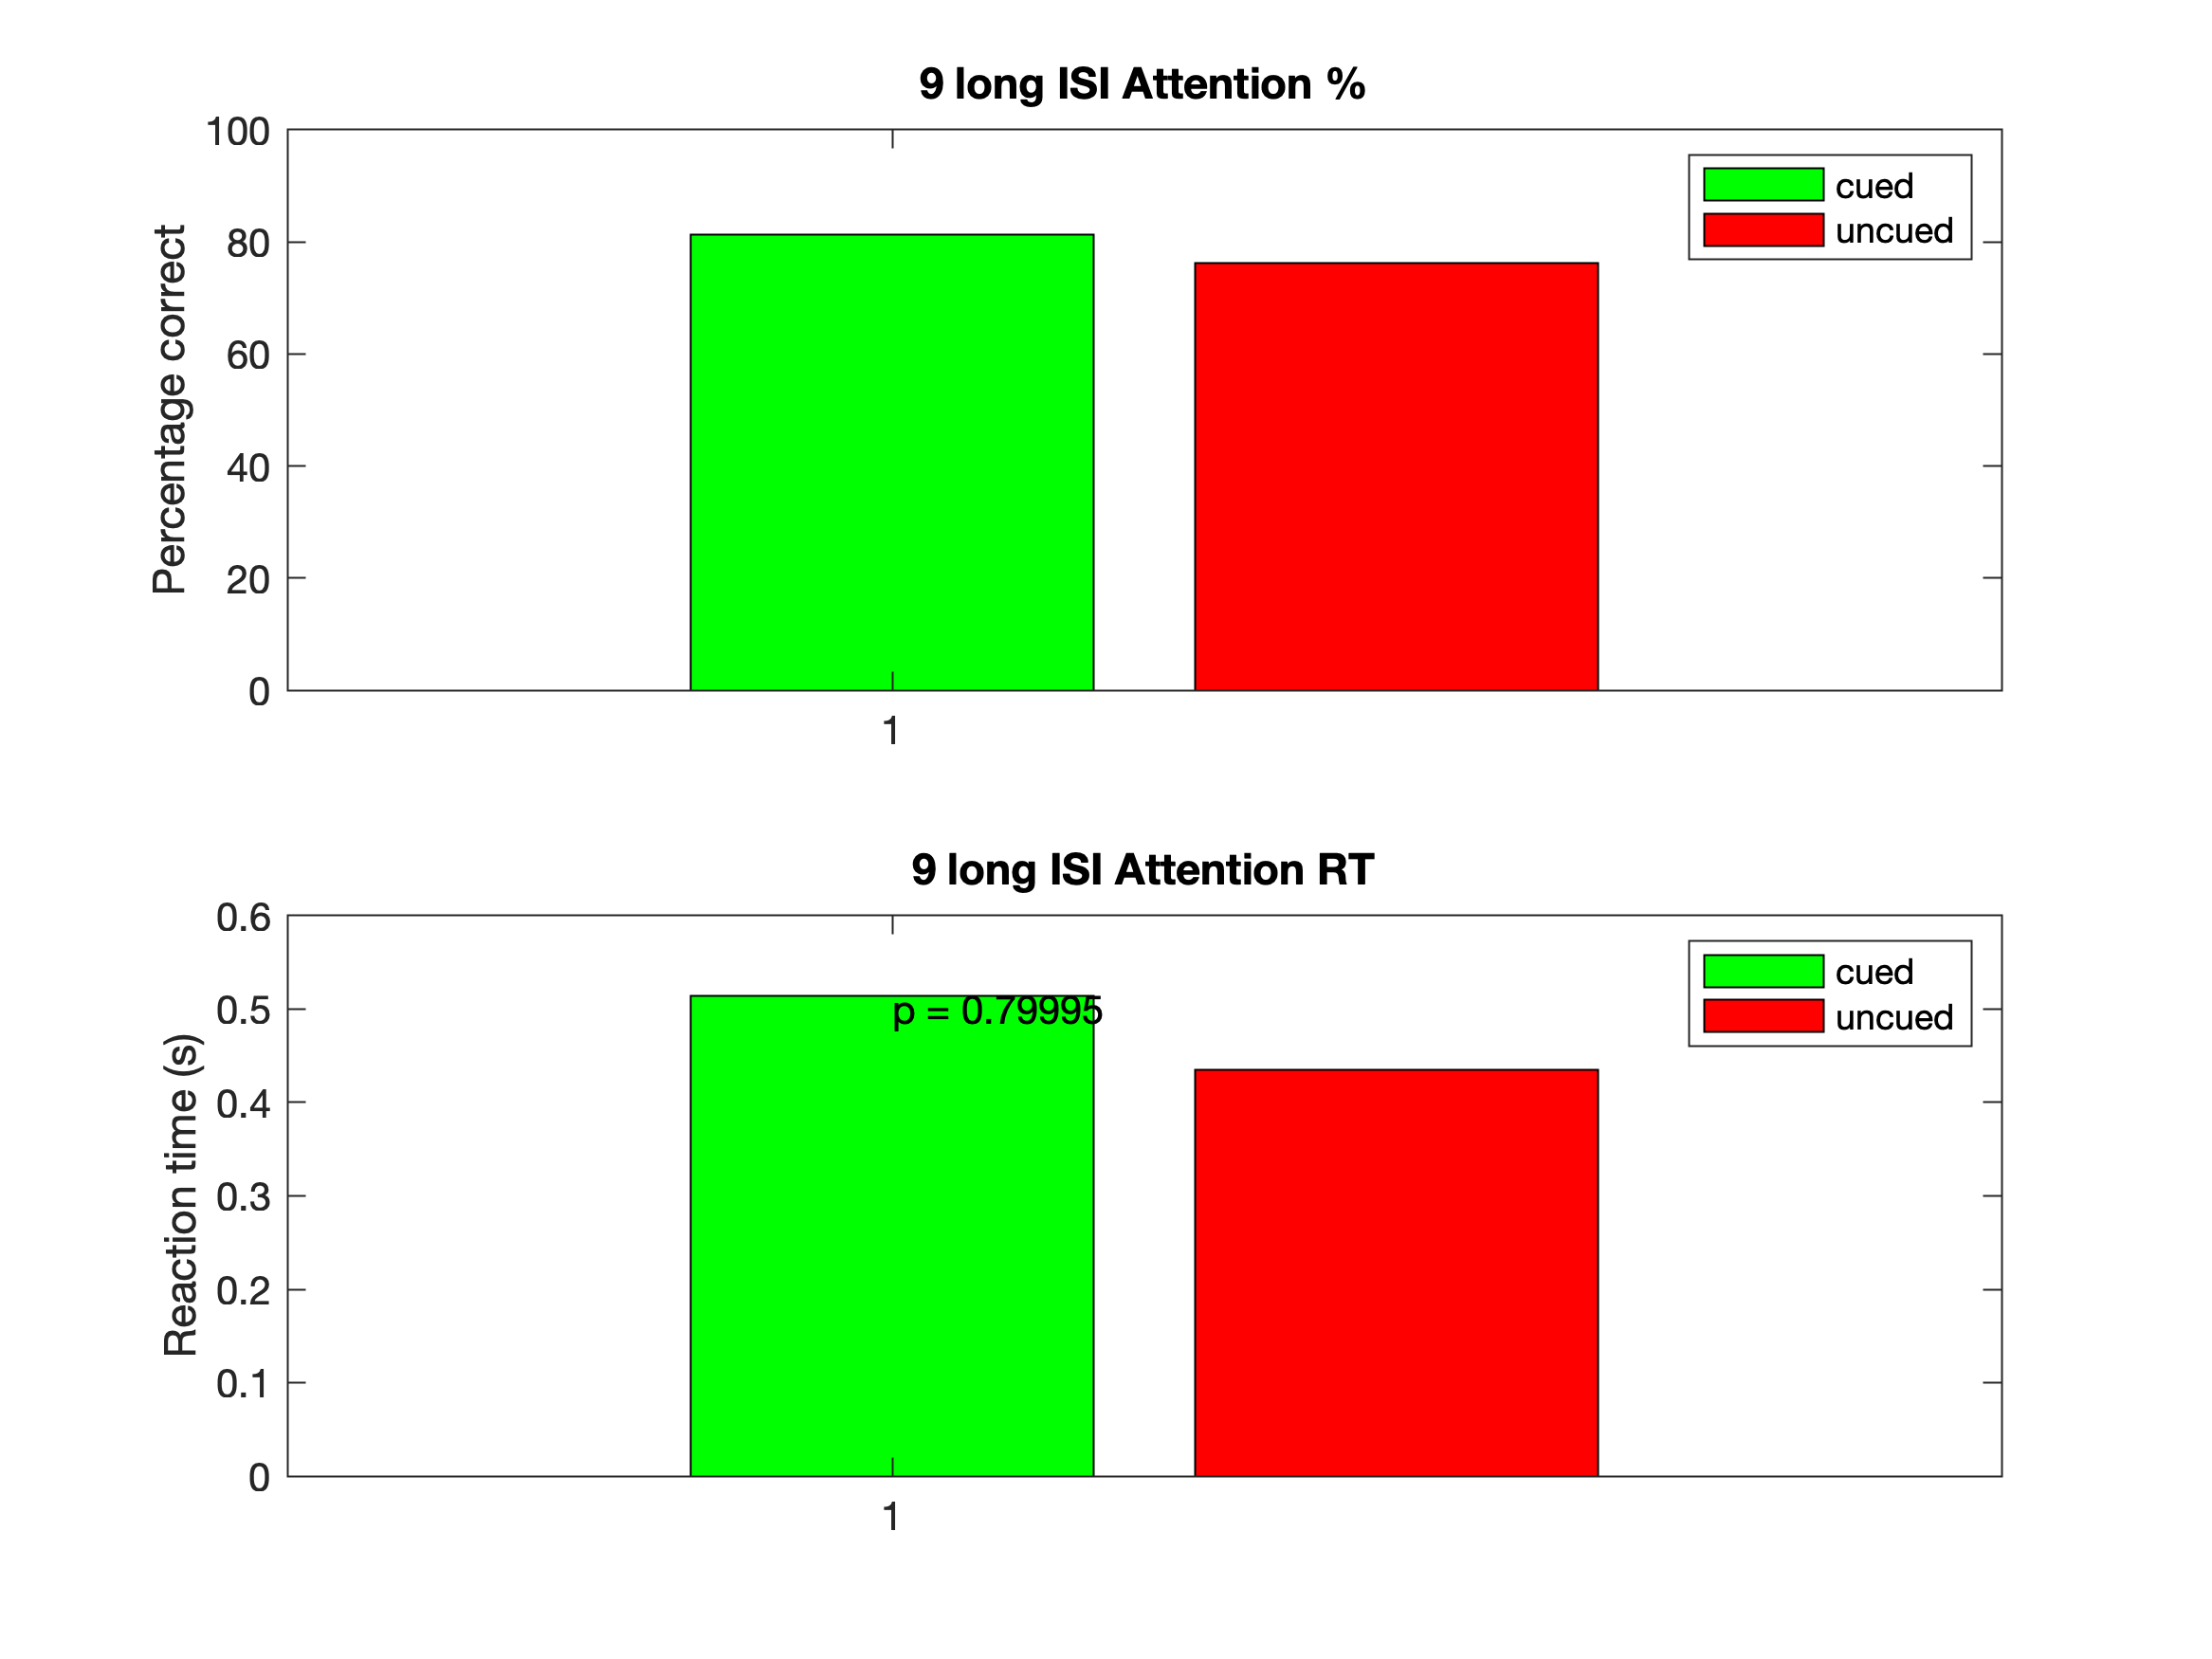 9 long ISI Attention %
100
80
60
40
20
0
Percentage correct
cued
uncued
1
9 long ISI Attention RT
0.6
0.5
0.4
0.3
0.2
0.1
0
Reaction time (s)
p = 0.79995
cued
uncued
1